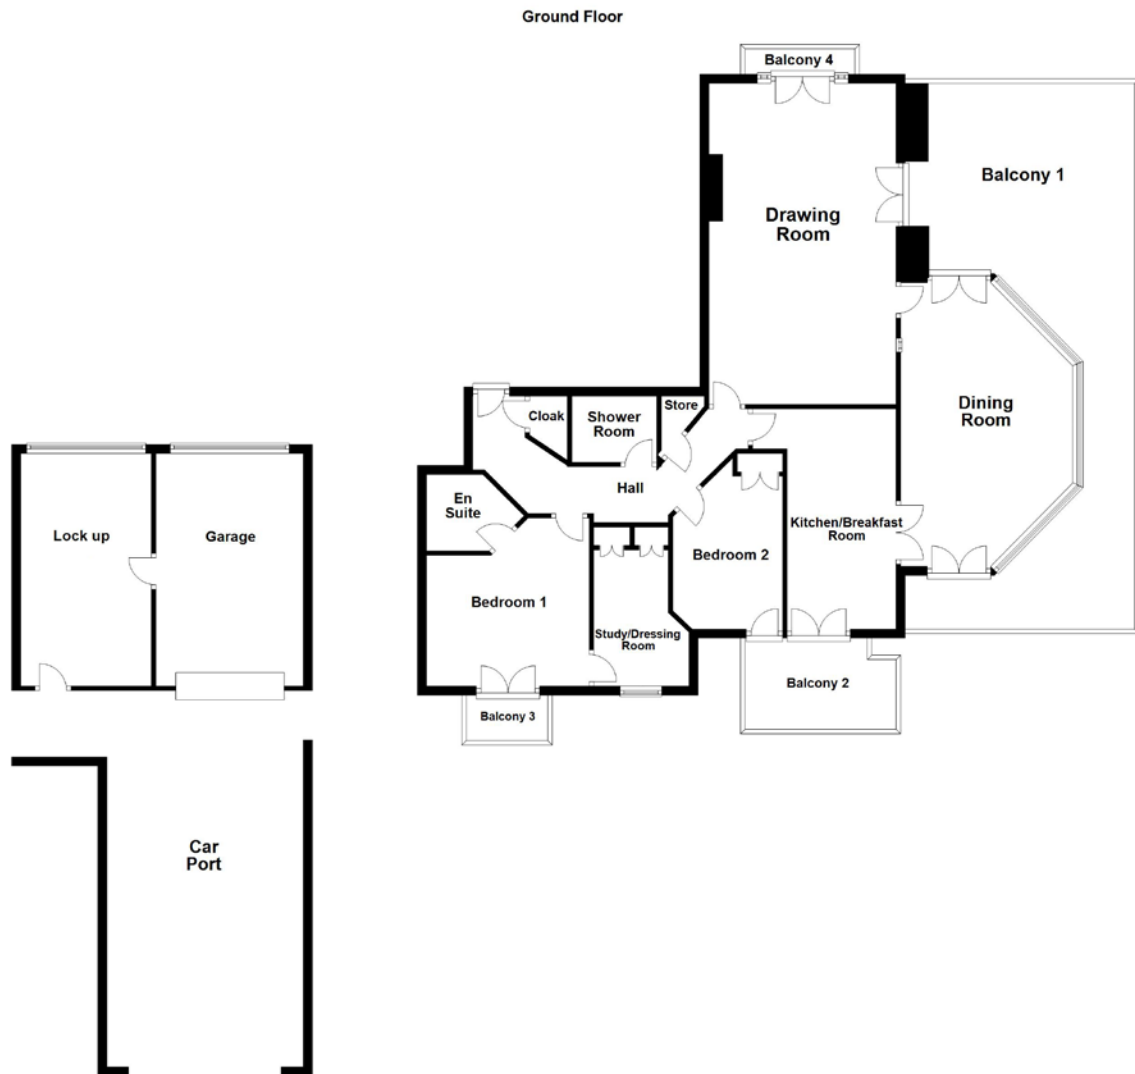 Ground Floor
Balcony 4
Balcony 1
Drawing
Room
Dining
Room
Cloak
Shower
Room
Store
Hall
En
Suite
Kitchen/Breakfast
Room
Lock up
Garage
Bedroom 2
Bedroom 1
Study/Dressing
Room
Balcony 2
Balcony 3
Car
Port